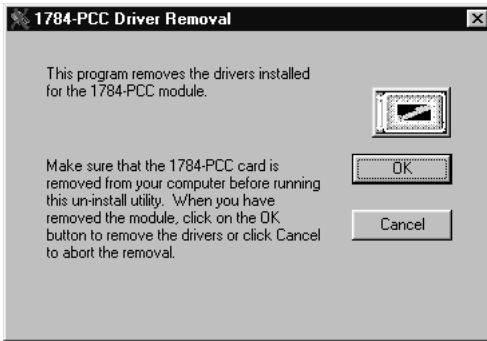 1784-PCC Driver Removal
This program removes the drivers installed
for the 1784-PCC module.
Make sure that the 1784-PCC card is
removed from your computer before running
this un-install utility. When you have
removed the module, click on the OK
button to remove the drivers or click Cancel
to abort the removal.
OK
Cancel